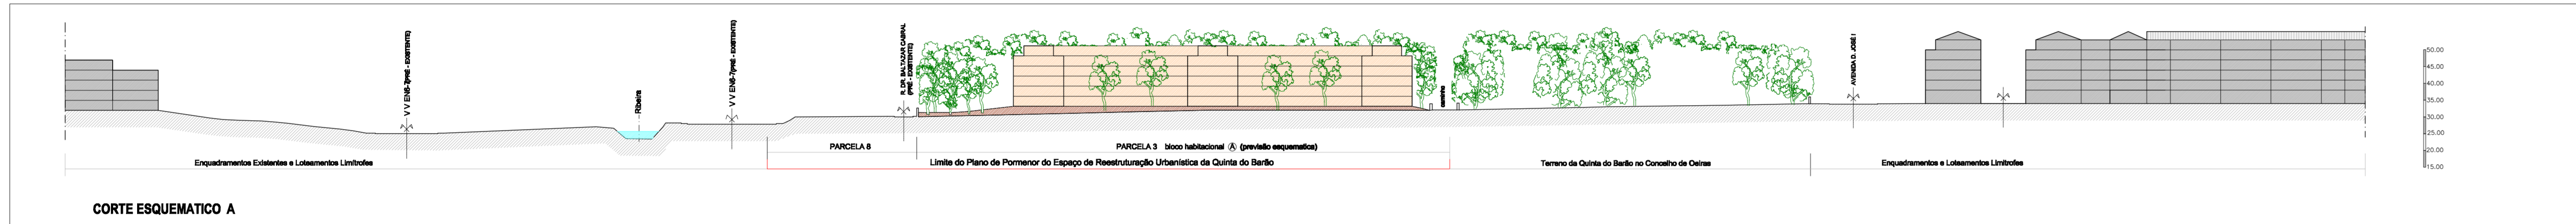 V V EN6-7(PRÉ - EXISTENTE)
Ribeira
V V EN6-7(PRÉ - EXISTENTE)
R. DR. BALTAZAR CABRAL
(PRÉ - EXISTENTE)
caminho
AVENIDA D. JOSÉ I
50.00
45.00
40.00
35.00
30.00
25.00
20.00
15.00
PARCELA 8
PARCELA 3 bloco habitacional A (previsão esquematica)
Enquadramentos Existentes e Loteamentos Limítrofes
Limite do Plano de Pormenor do Espaço de Reestruturação Urbanística da Quinta do Barão
Terreno da Quinta do Barão no Concelho de Oeiras
Enquadramentos e Loteamentos Limítrofes
CORTE ESQUEMATICO A